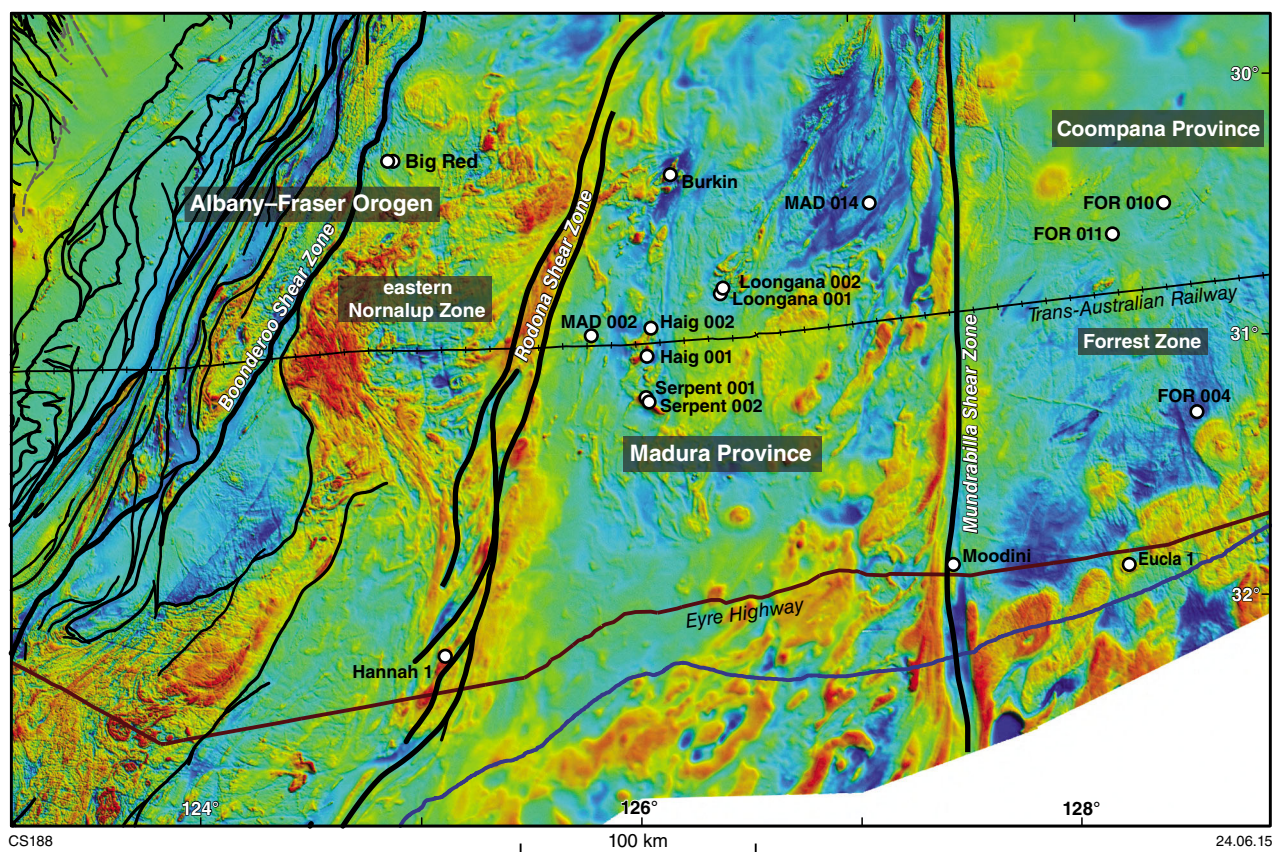 30°
Coompana Province
Big Red
Burkin
Albany–Fraser Orogen
MAD 014
FOR 010
FOR 011
Boonderoo Shear Zone
Rodona Shear Zone
eastern
Nornalup Zone
Loongana 002
Loongana 001
Trans-Australian Railway
MAD 002
Haig 002
31°
Forrest Zone
Haig 001
Mundrabilla Shear Zone
Serpent 001
Serpent 002
FOR 004
Madura Province
Moodini
Eucla 1
32°
Eyre Highway
Hannah 1
124°
126°
128°
CS188
100 km
24.06.15